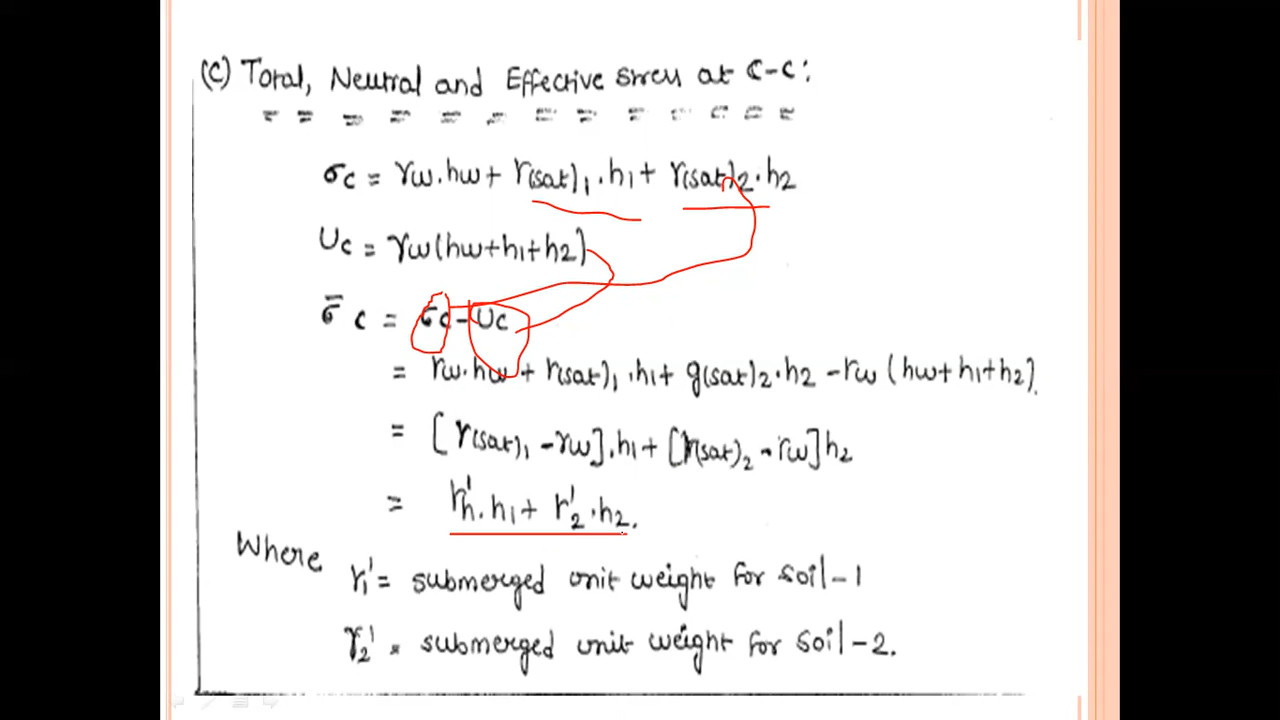 (C) Total, Neutral and Effective stress at C-C:
σc = γw.hw + γ(sat)1 .h1 + γ(sat)2.h2
Uc = γw(hw+h1+h2)
σ̄ c = σc-Uc
= γw.hw + γ(sat)1 .h1 + g(sat)2.h2 - γw (hw+h1+h2).
= [γ(sat)1 -γw].h1 + [γ(sat)2 -γw]h2
= γ'h.h1 + γ'2.h2.
Where
γ1' = submerged unit weight for soil-1
γ2' = submerged unit weight for soil-2.